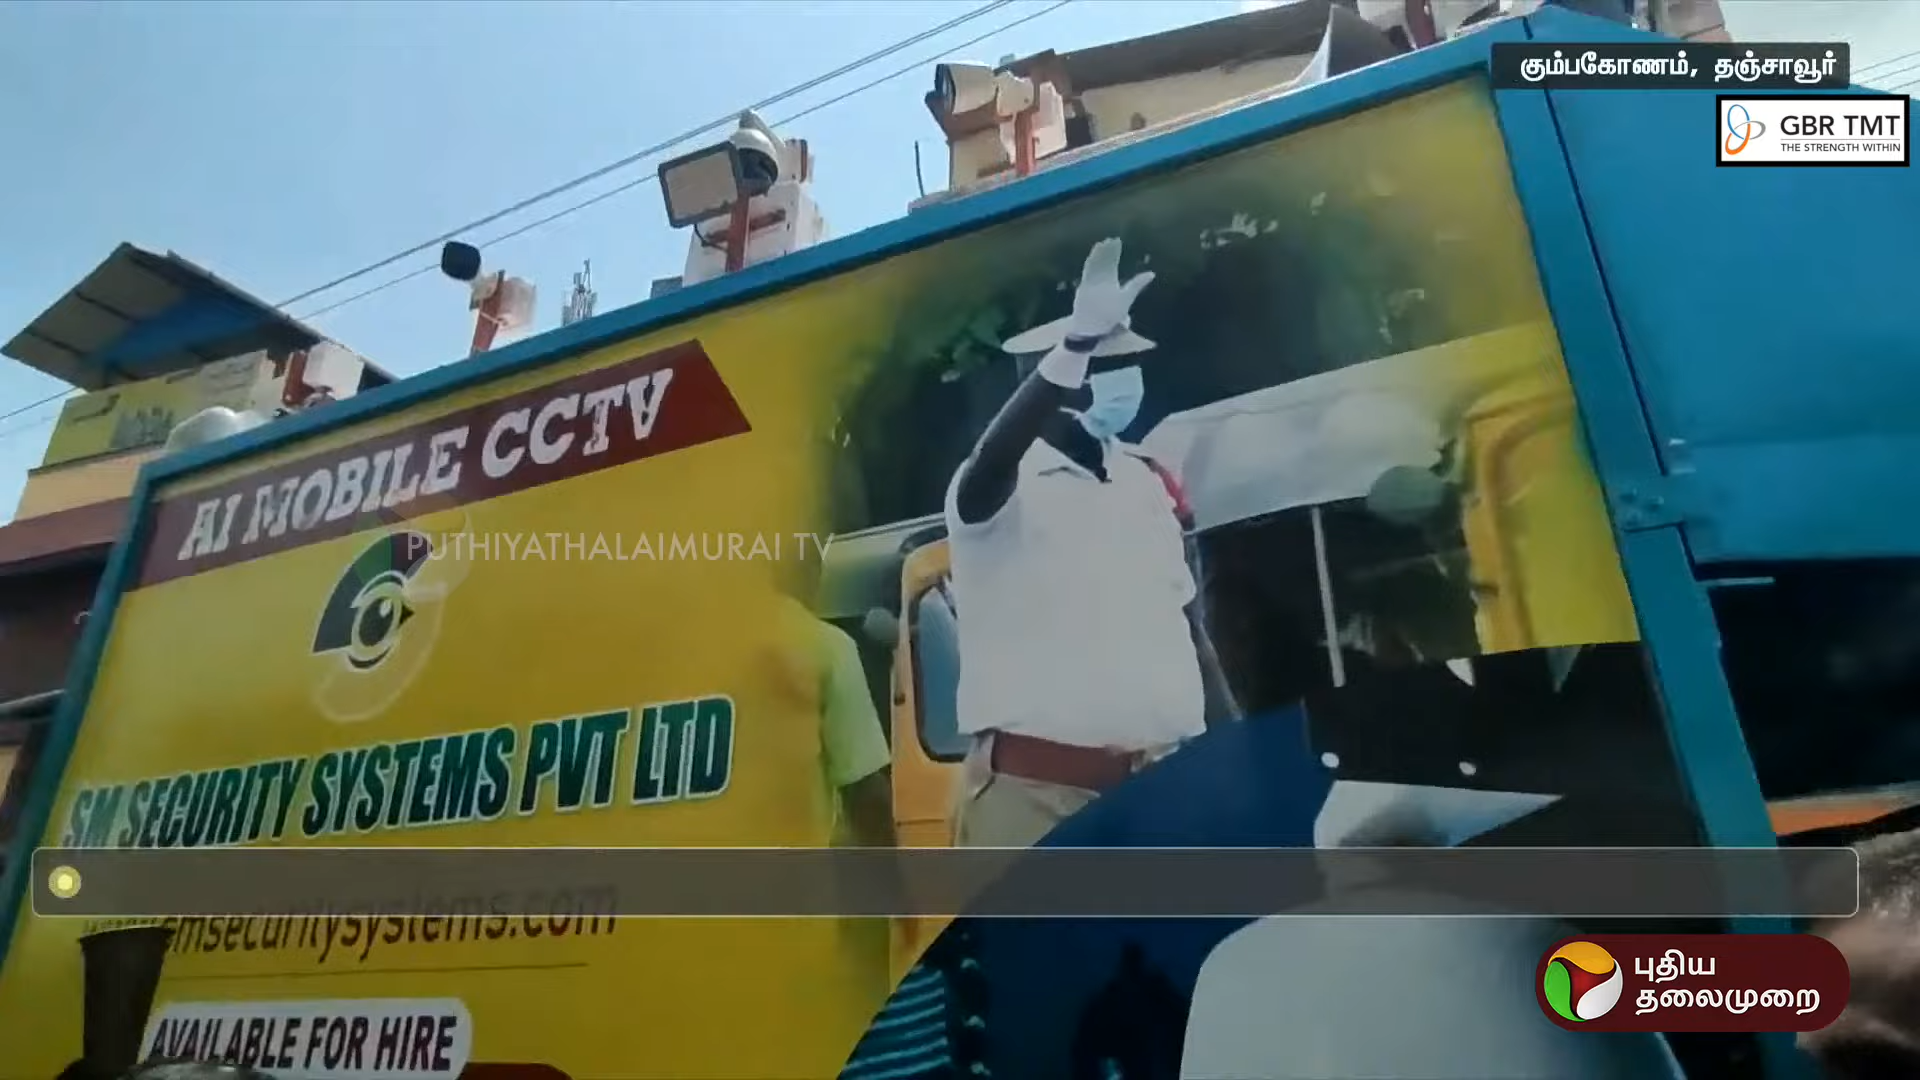 கும்பகோணம், தஞ்சாவூர்
GBR TMT
THE STRENGTH WITHIN
AI MOBILE CCTV
PUTHIYATHALAIMURAI TV
SM SECURITY SYSTEMS PVT LTD
smsecuritysystems.com
AVAILABLE FOR HIRE
புதிய
தலைமுறை